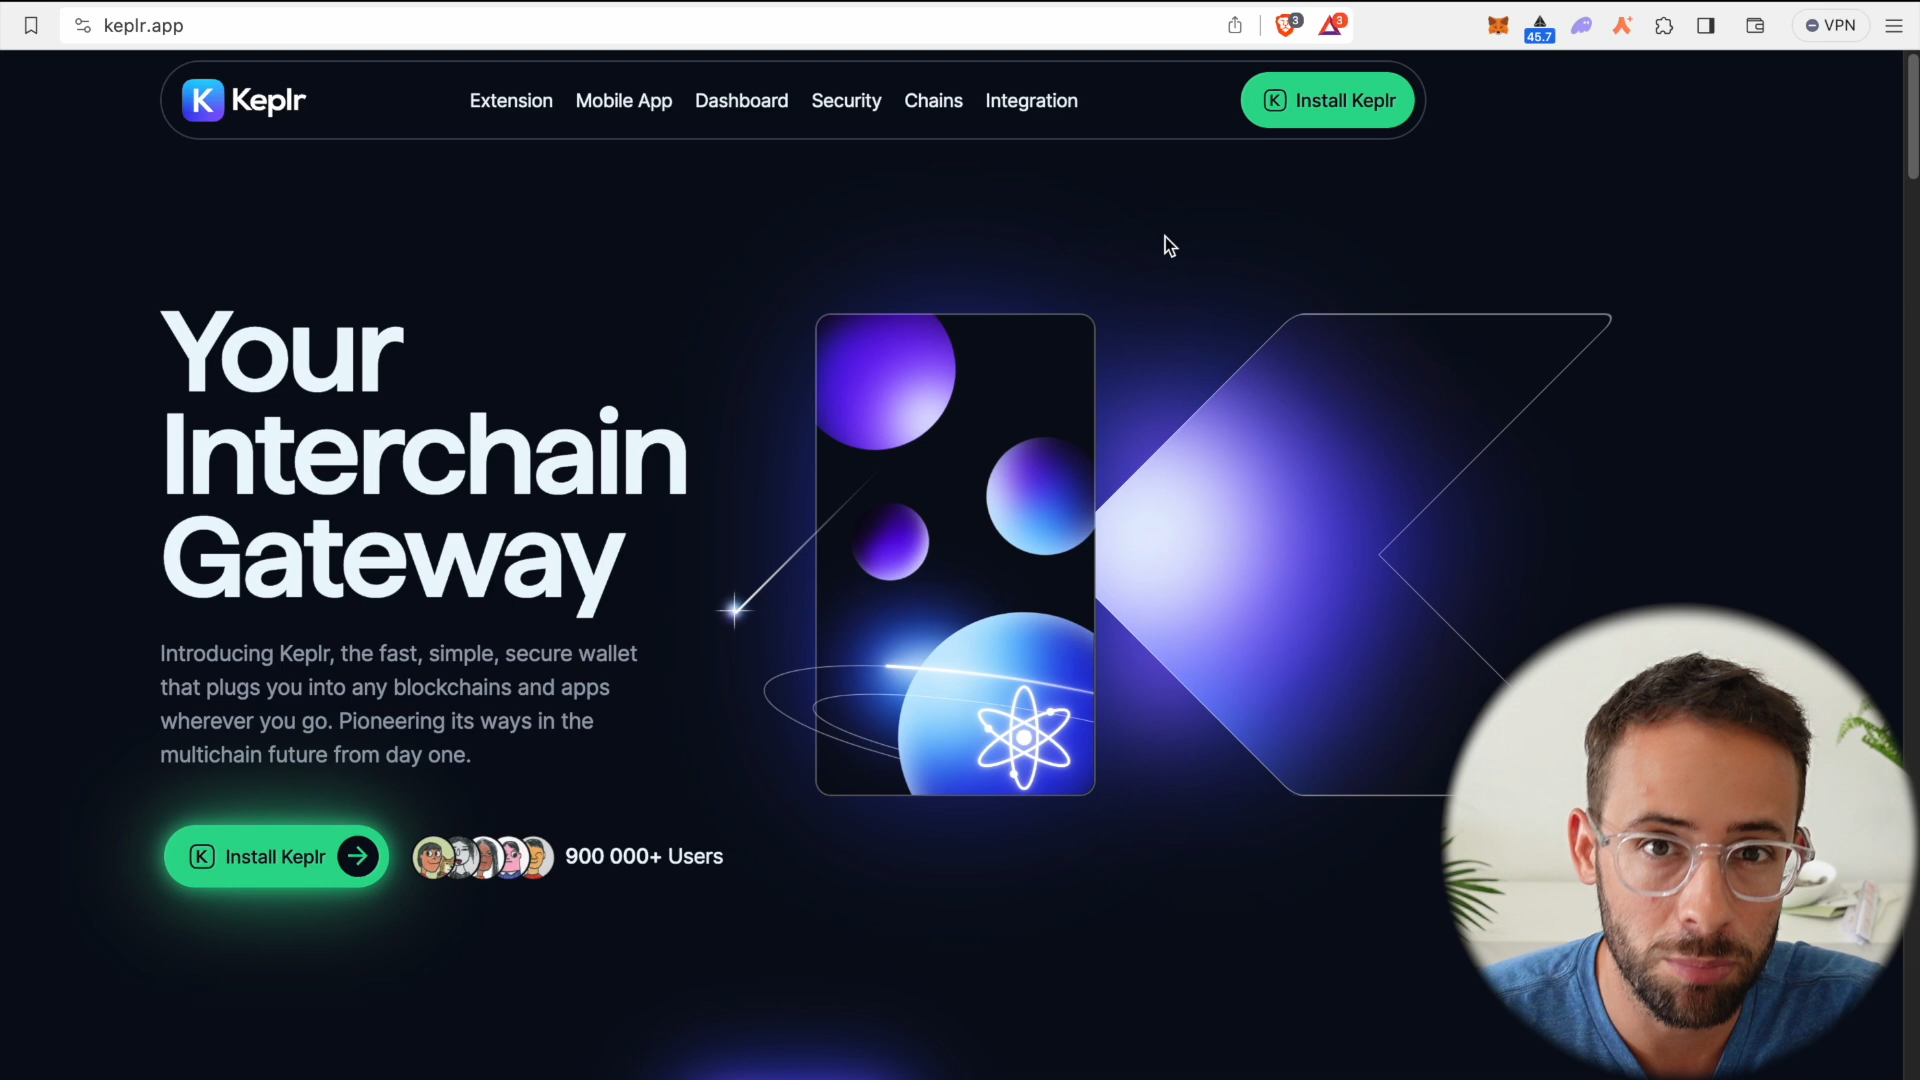 keplr.app
3
3
45.7
VPN
K Keplr
Extension
Mobile App
Dashboard
Security
Chains
Integration
K Install Keplr
Your
Interchain
Gateway
Introducing Keplr, the fast, simple, secure wallet
that plugs you into any blockchains and apps
wherever you go. Pioneering its ways in the
multichain future from day one.
K Install Keplr
900 000+ Users